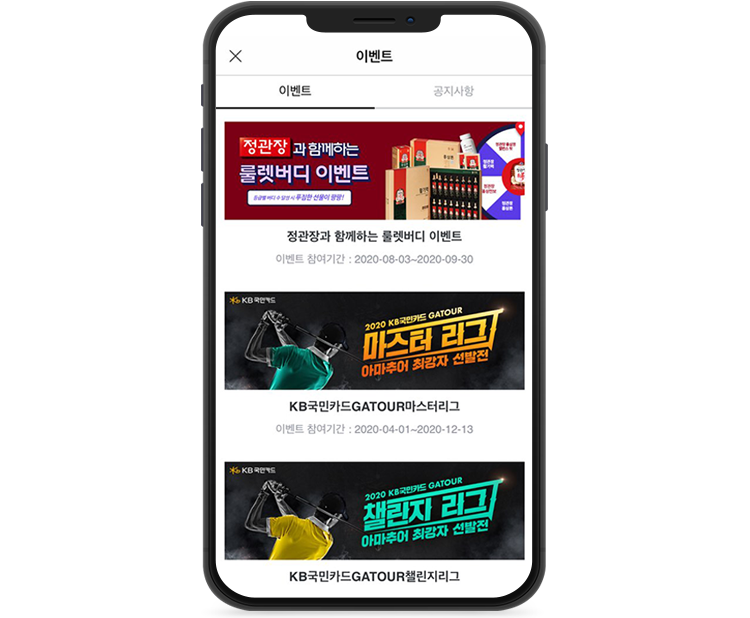 이벤트
이벤트
공지사항
정관장과 함께하는
룰렛버디 이벤트
정관장과 함께하는 룰렛버디 이벤트
이벤트 참여기간 : 2020-08-03~2020-09-30
KB국민카드
2020 KB국민카드 GATOUR
마스터 리그
아마추어 최강자 선발전
KB국민카드GATOUR마스터리그
이벤트 참여기간 : 2020-04-01~2020-12-13
KB국민카드
2020 KB국민카드 GATOUR
챌린지 리그
아마추어 최강자 선발전
KB국민카드GATOUR챌린지리그